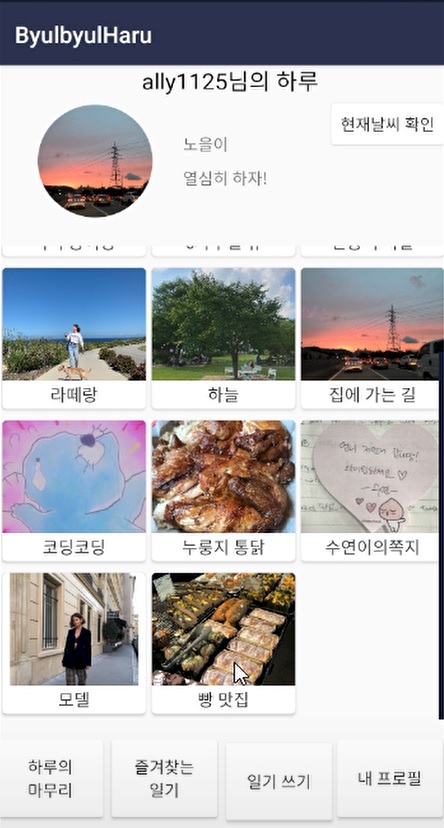 ByulbyulHaru
ally1125님의 하루
현재날씨 확인
노을이
열심히 하자!
라떼랑
하늘
집에 가는 길
코딩코딩
누룽지 통닭
수연이의쪽지
모델
빵 맛집
하루의
마무리
즐겨찾는
일기
일기 쓰기
내 프로필